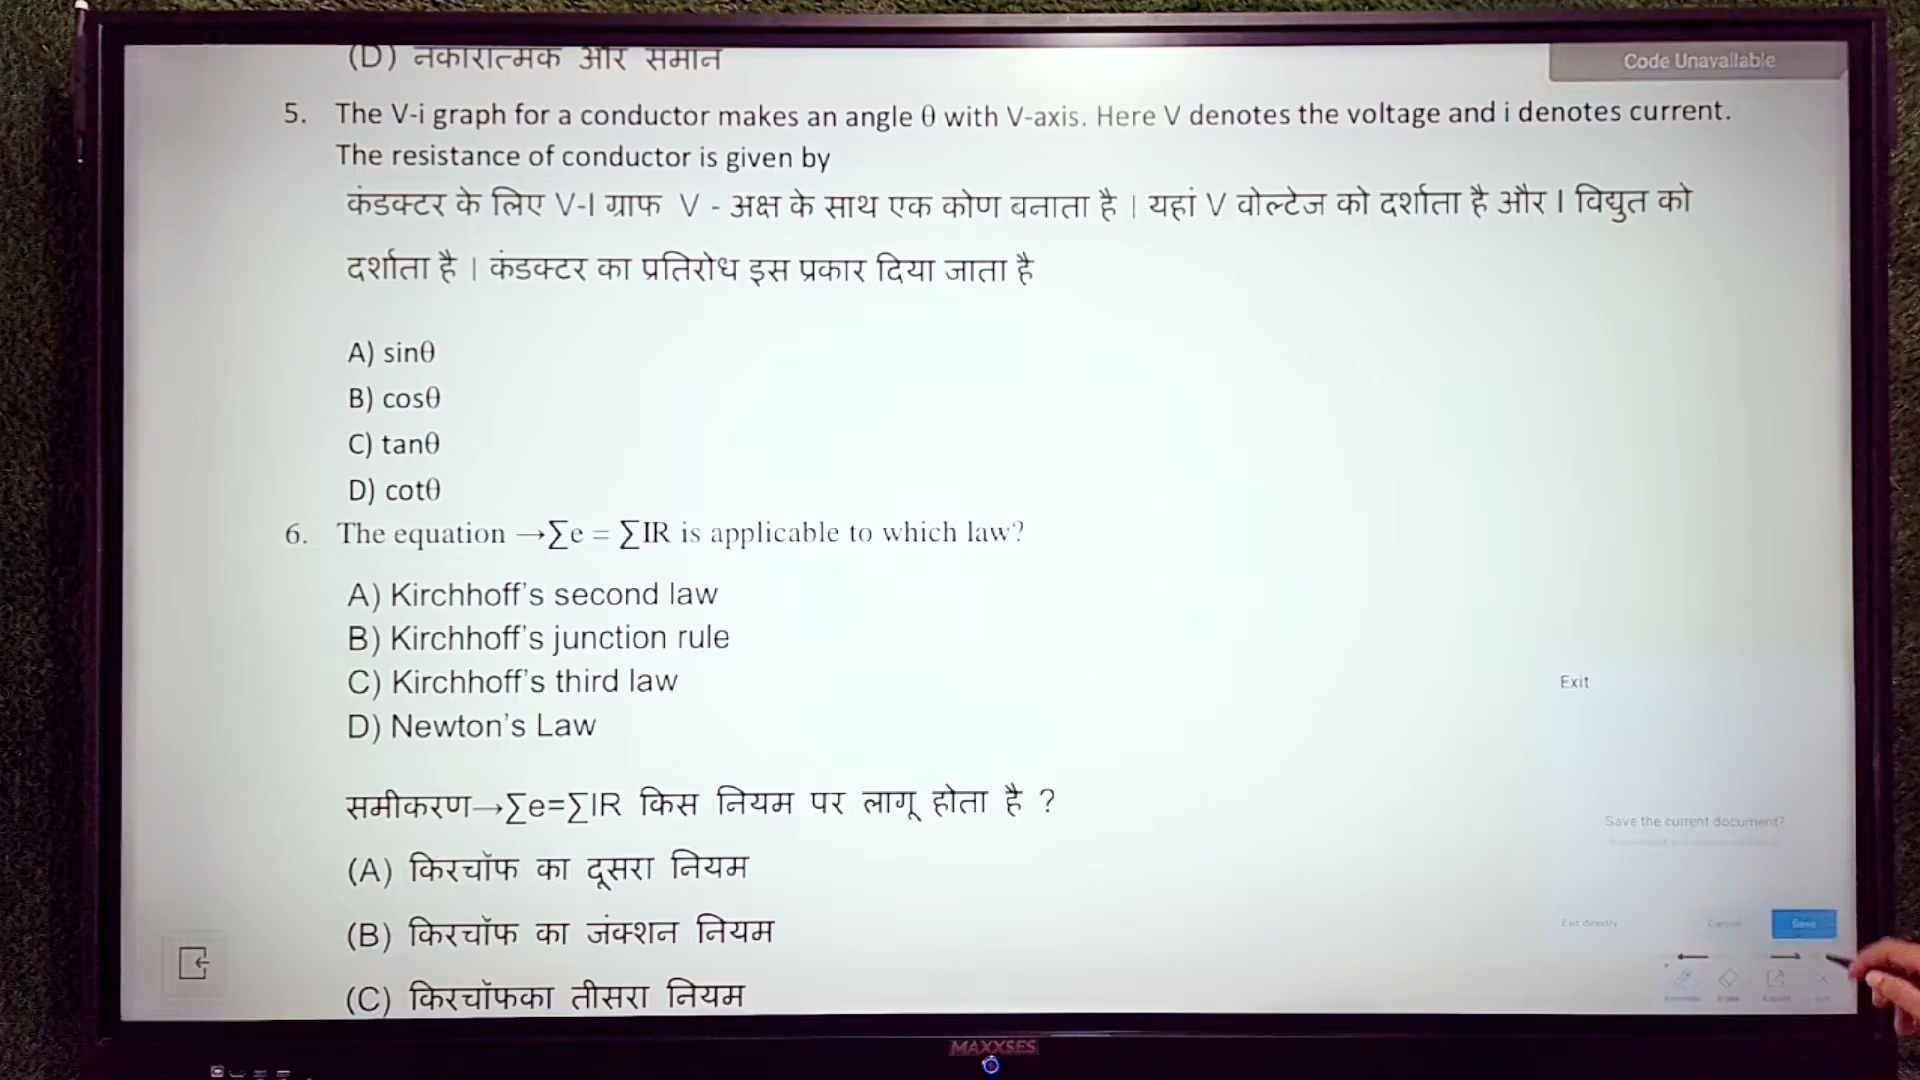 (D) नकारात्मक और समान
Code Unavailable
5. The V-i graph for a conductor makes an angle θ with V-axis. Here V denotes the voltage and i denotes current.
The resistance of conductor is given by
कंडक्टर के लिए V-I ग्राफ V - अक्ष के साथ एक कोण बनाता है । यहां V वोल्टेज को दर्शाता है और I विद्युत को
दर्शाता है । कंडक्टर का प्रतिरोध इस प्रकार दिया जाता है
A) sinθ
B) cosθ
C) tanθ
D) cotθ
6. The equation →∑e = ∑IR is applicable to which law?
A) Kirchhoff's second law
B) Kirchhoff's junction rule
C) Kirchhoff's third law
D) Newton's Law
समीकरण→∑e=∑IR किस नियम पर लागू होता है ?
(A) किरचॉफ का दूसरा नियम
(B) किरचॉफ का जंक्शन नियम
(C) किरचॉफका तीसरा नियम
Exit
Save the current document?
Exit directly Cancel Save
MAXXSES